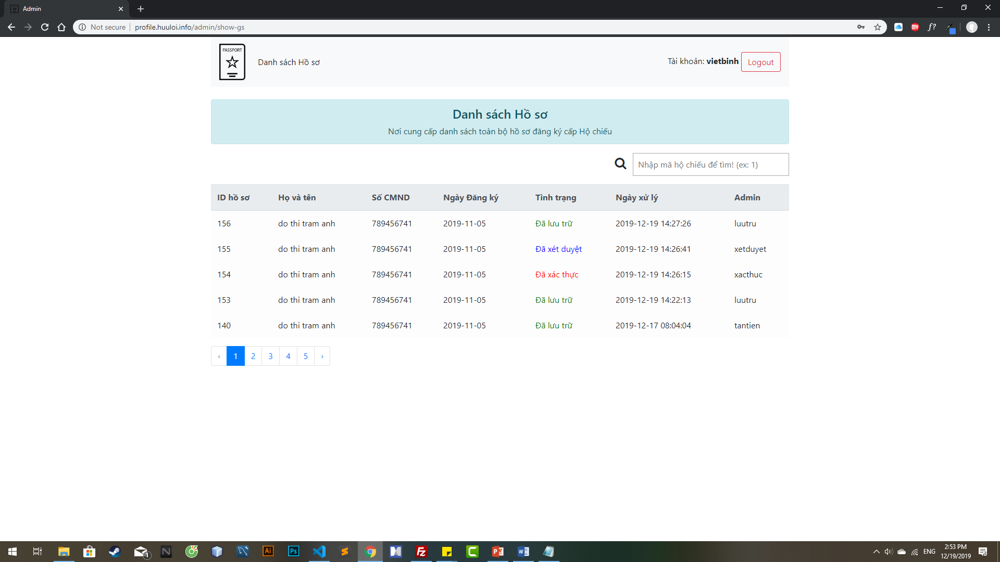 Admin
Not secure | profile.huuloi.info/admin/show-gs
PASSPORT
Danh sách Hồ sơ
Tài khoản: vietbinh Logout
Danh sách Hồ sơ
Nơi cung cấp danh sách toàn bộ hồ sơ đăng ký cấp Hộ chiếu
Nhập mã hộ chiếu để tìm! (ex: 1)
ID hồ sơ Họ và tên Số CMND Ngày Đăng ký Tình trạng Ngày xử lý Admin
156 do thi tram anh 789456741 2019-11-05 Đã lưu trữ 2019-12-19 14:27:26 luutru
155 do thi tram anh 789456741 2019-11-05 Đã xét duyệt 2019-12-19 14:26:41 xetduyet
154 do thi tram anh 789456741 2019-11-05 Đã xác thực 2019-12-19 14:26:15 xacthuc
153 do thi tram anh 789456741 2019-11-05 Đã lưu trữ 2019-12-19 14:22:13 luutru
140 do thi tram anh 789456741 2019-11-05 Đã lưu trữ 2019-12-17 08:04:04 tantien
‹ 1 2 3 4 5 ›
ENG
2:53 PM
12/19/2019